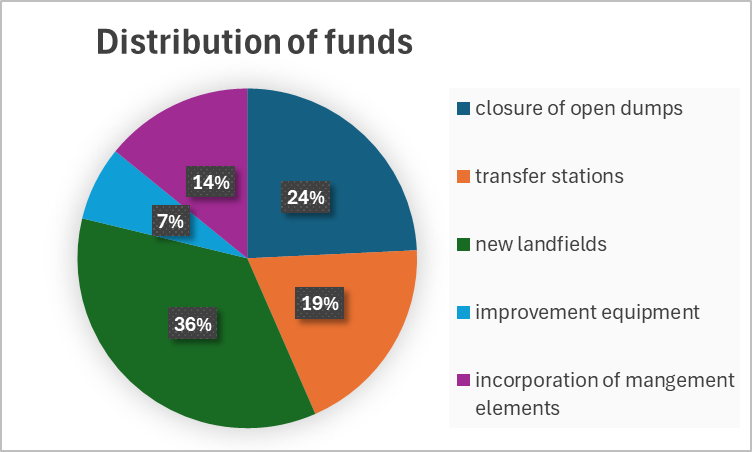 Distribution of funds
24%
19%
36%
7%
14%
closure of open dumps
transfer stations
new landfields
improvement equipment
incorporation of mangement
elements